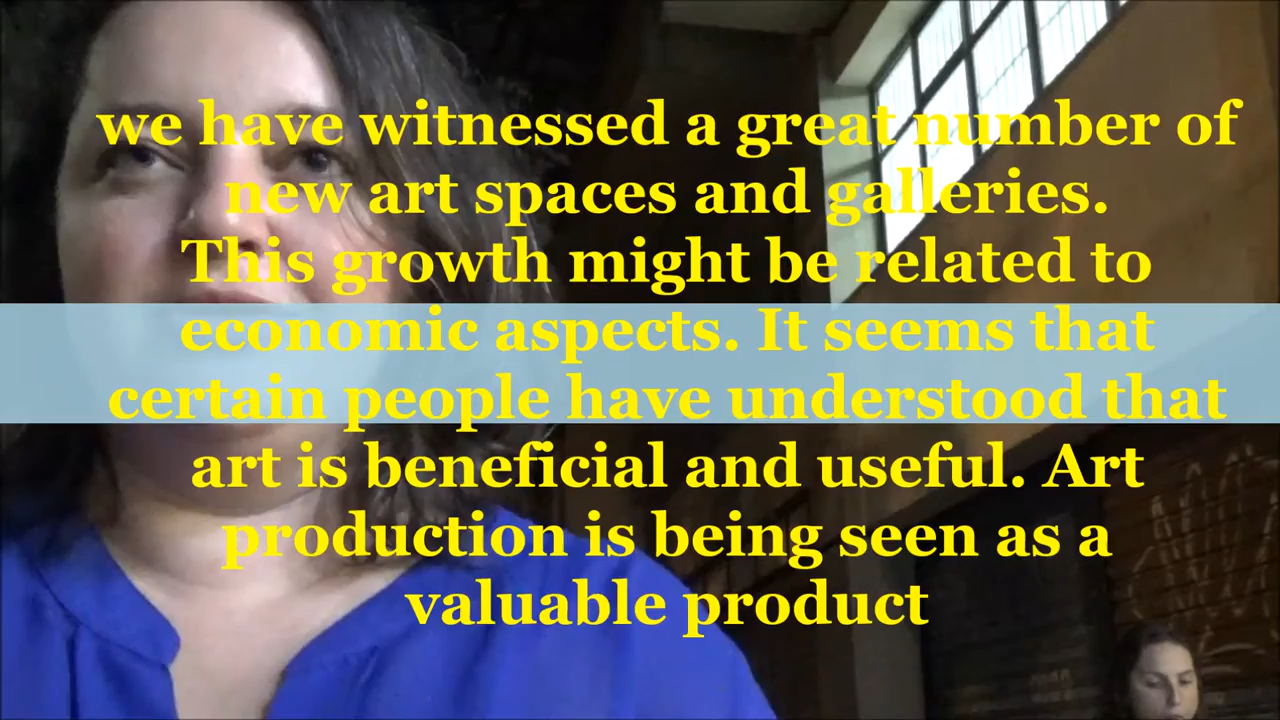 we have witnessed a great number of
new art spaces and galleries.
This growth might be related to
economic aspects. It seems that
certain people have understood that
art is beneficial and useful. Art
production is being seen as a
valuable product